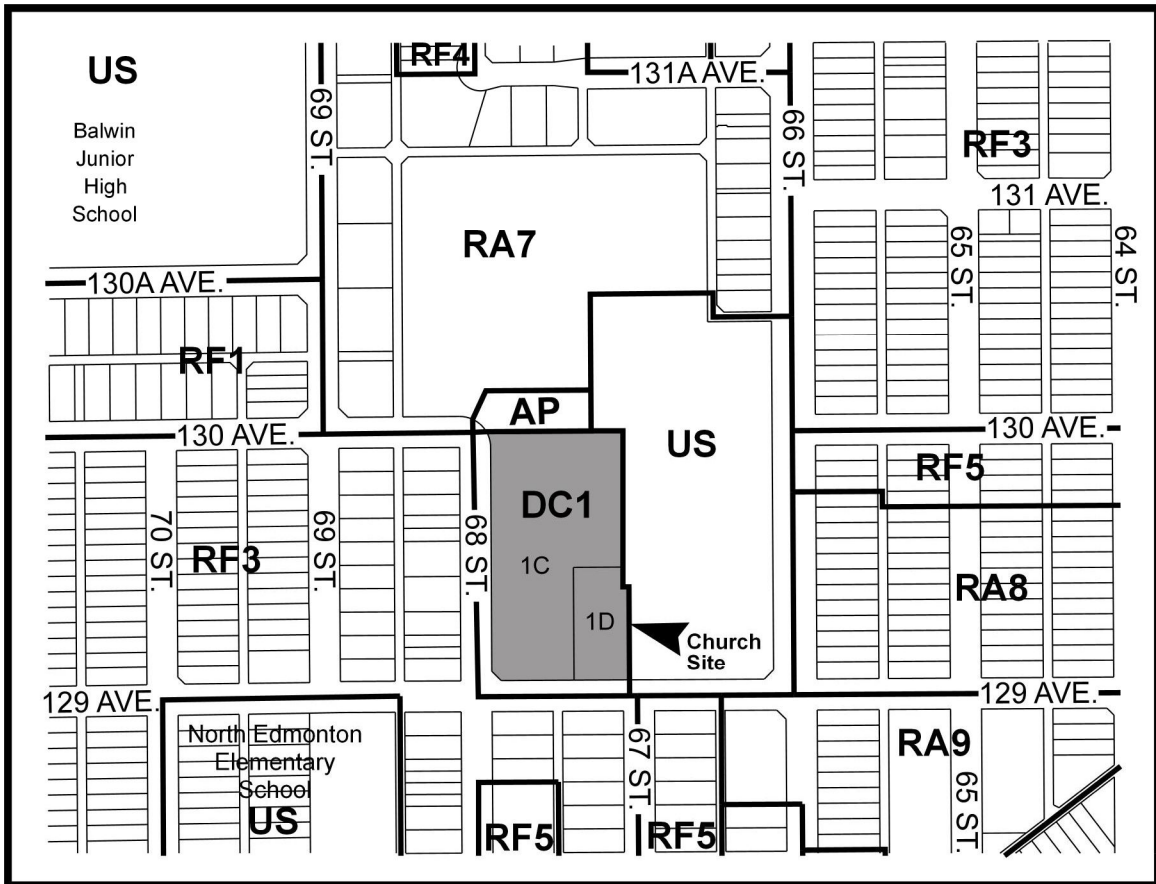 US
Balwin
Junior
High
School
RF4
131A AVE.
69 ST.
66 ST.
RF3
131 AVE.
RA7
65 ST.
64 ST.
130A AVE.
RF1
AP
130 AVE.
US
130 AVE.
RF5
DC1
70 ST.
69 ST.
68 ST.
RF3
1C
RA8
1D
Church
Site
129 AVE.
129 AVE.
North Edmonton
Elementary
School
US
67 ST.
RA9
65 ST.
RF5
RF5